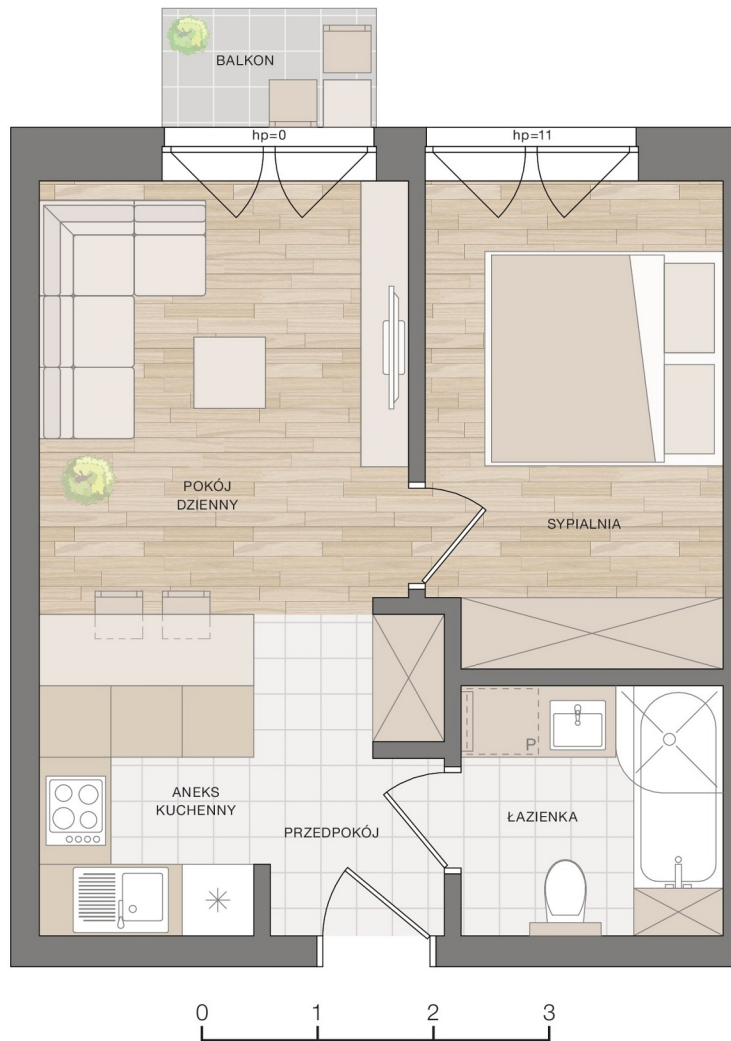 BALKON
hp=0
hp=11
POKÓJ
DZIENNY
SYPIALNIA
P
ANEKS
KUCHENNY
PRZEDPOKÓJ
ŁAZIENKA
0 1 2 3